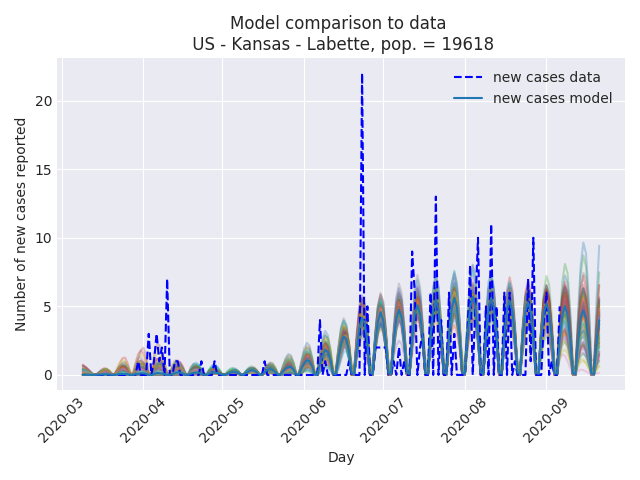 Model comparison to data
US - Kansas - Labette, pop. = 19618
new cases data
new cases model
Number of new cases reported
20
15
10
5
0
2020-03
2020-04
2020-05
2020-06
2020-07
2020-08
2020-09
Day